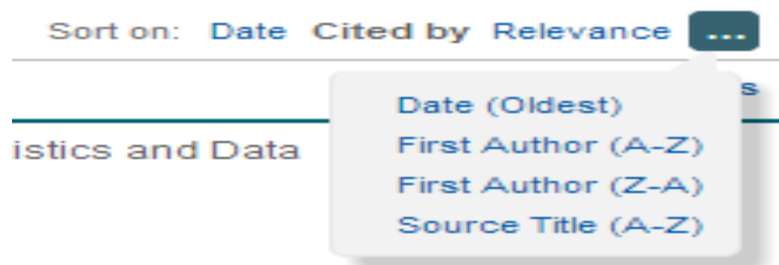 Sort on: Date Cited by Relevance ...
s
Date (Oldest)
istics and Data
First Author (A-Z)
First Author (Z-A)
Source Title (A-Z)